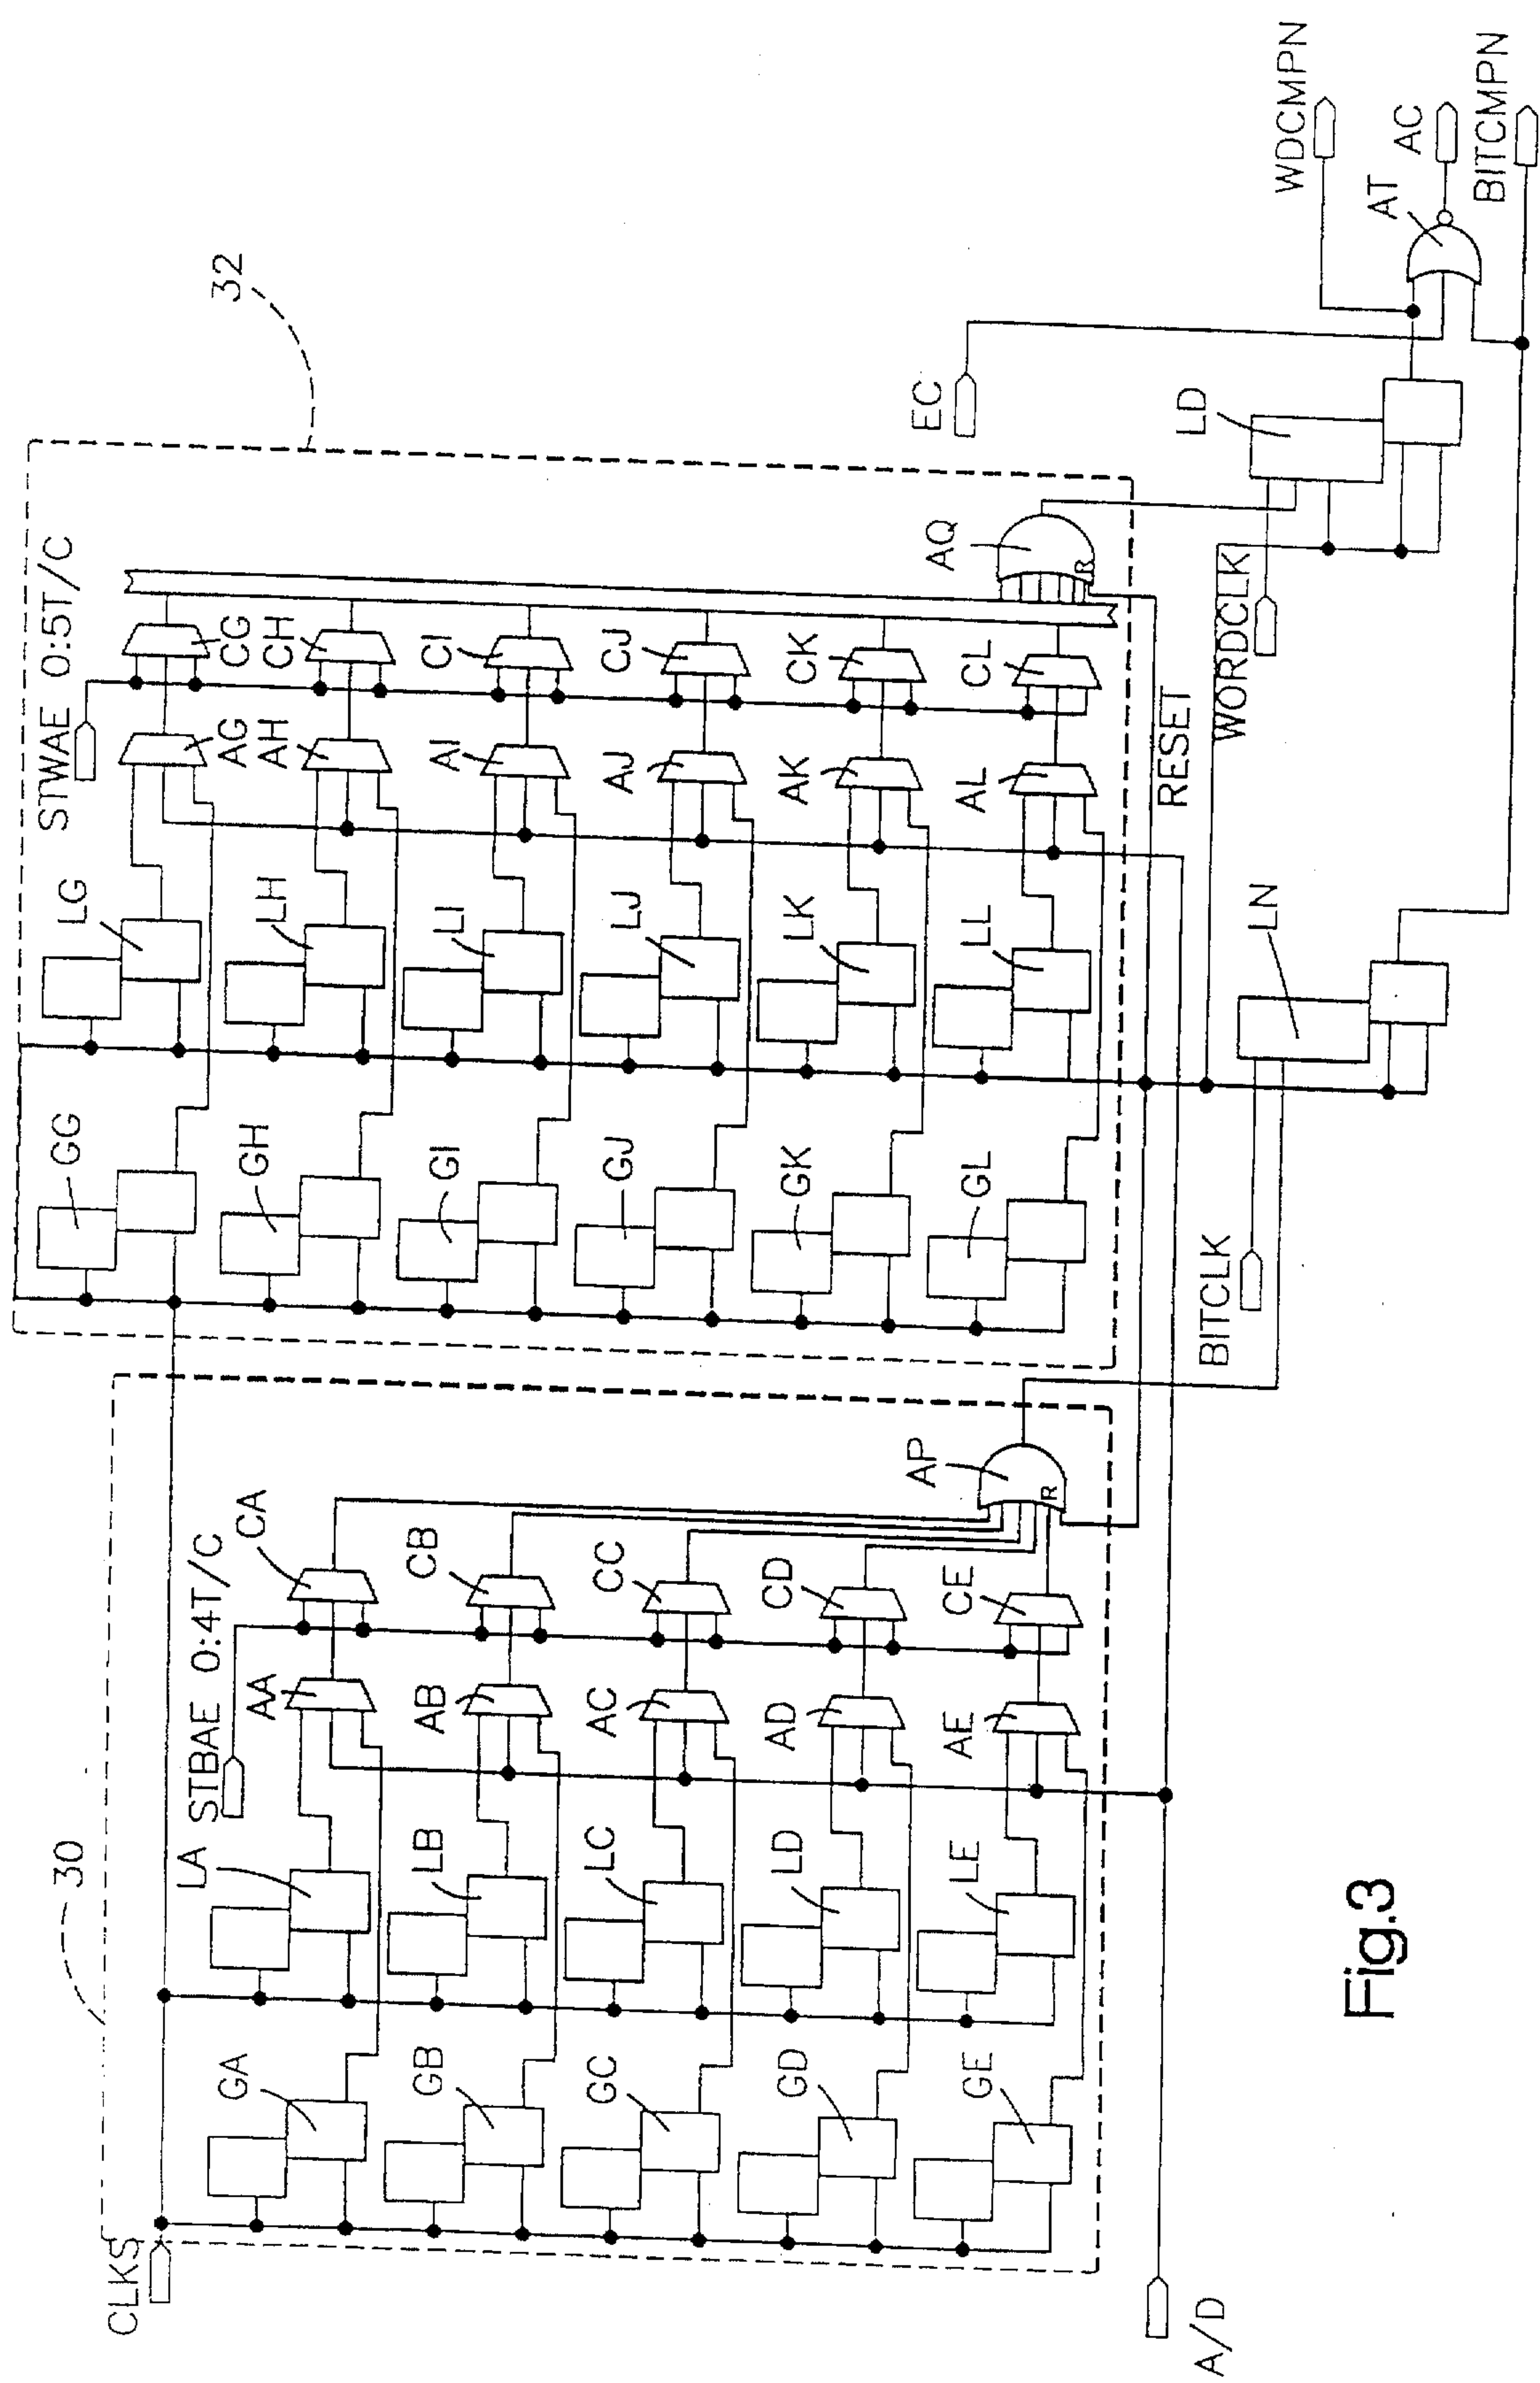 CLKS
A/D
30
STBAE 0:4T/C
GA
GB
GC
GD
GE
LA
LB
LC
LD
LE
AA
AB
AC
AD
AE
CA
CB
CC
CD
CE
AP
R
32
STWAE 0:5T/C
GG
GH
GI
GJ
GK
GL
LG
LH
LI
LJ
LK
LL
AG
AH
AI
AJ
AK
AL
CG
CH
CI
CJ
CK
CL
AQ
R
RESET
BITCLK
LN
WORDCLK
LD
EC
AT
WDCMPN
AC
BITCMPN
Fig.3